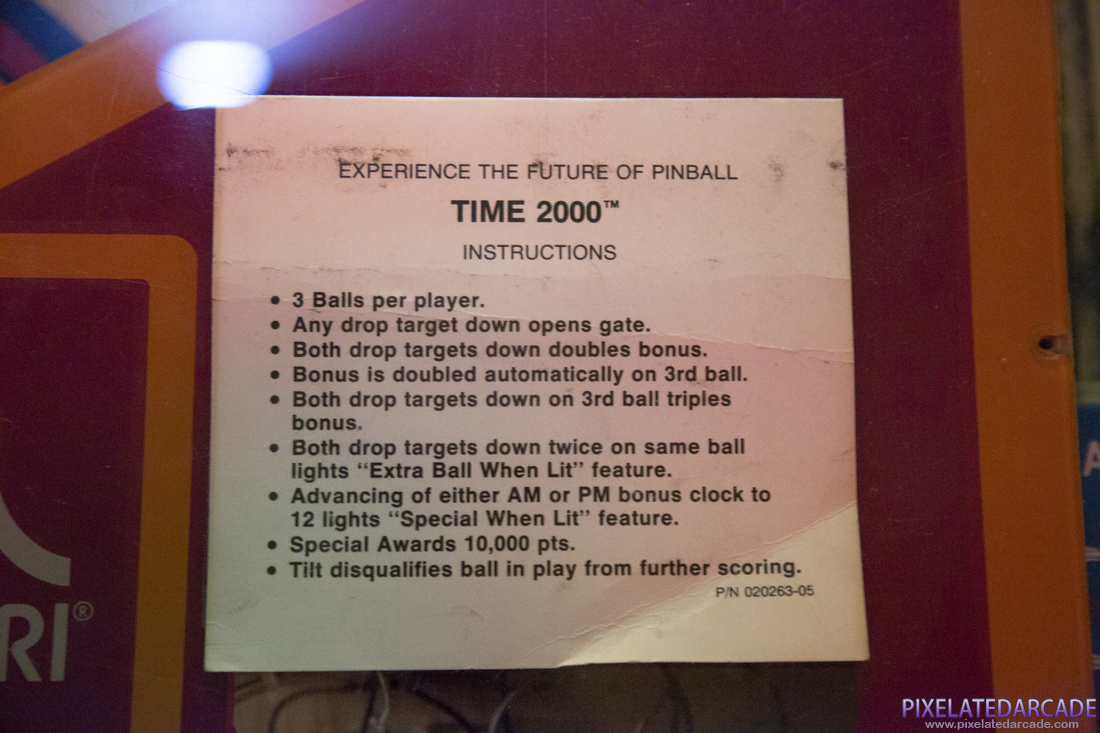 EXPERIENCE THE FUTURE OF PINBALL
TIME 2000™
INSTRUCTIONS
• 3 Balls per player.
• Any drop target down opens gate.
• Both drop targets down doubles bonus.
• Bonus is doubled automatically on 3rd ball.
• Both drop targets down on 3rd ball triples
bonus.
• Both drop targets down twice on same ball
lights "Extra Ball When Lit" feature.
• Advancing of either AM or PM bonus clock to
12 lights "Special When Lit" feature.
• Special Awards 10,000 pts.
• Tilt disqualifies ball in play from further scoring.
P/N 020263-05
RI®
A
PIXELATEDARCADE
www.pixelatedarcade.com